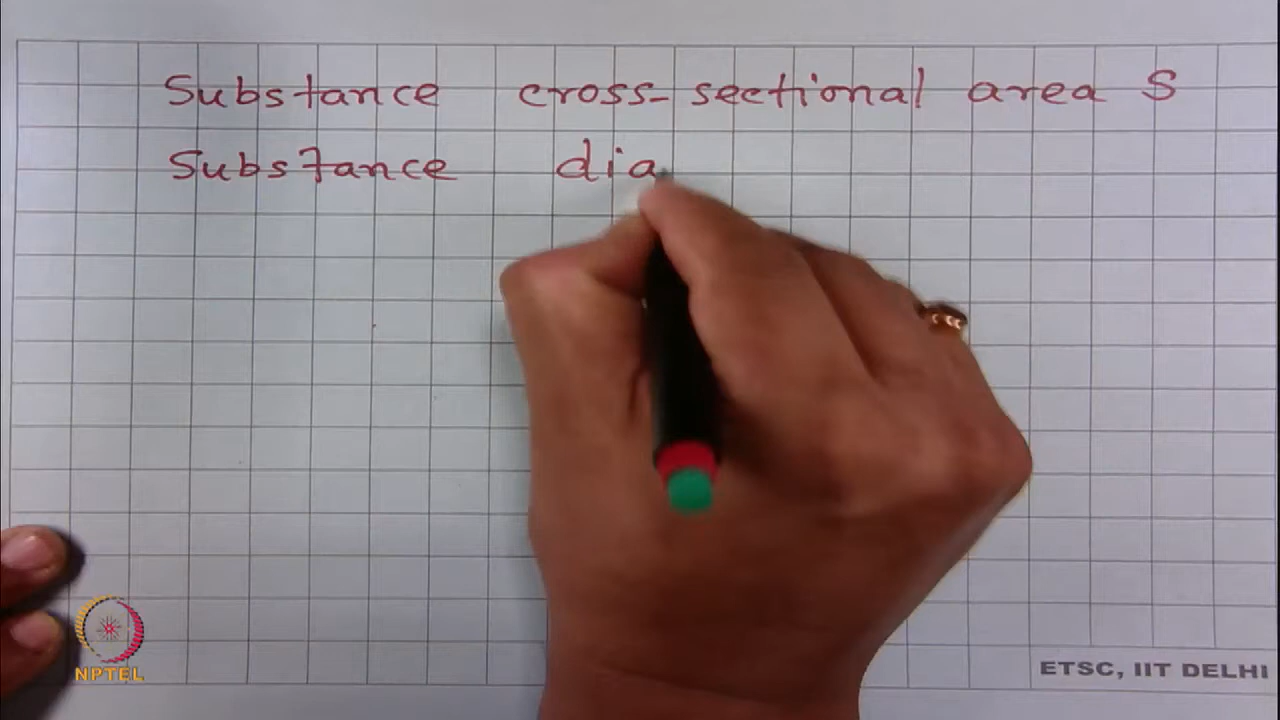 Substance cross-sectional area S
Substance dia
NPTEL
ETSC, IIT DELHI